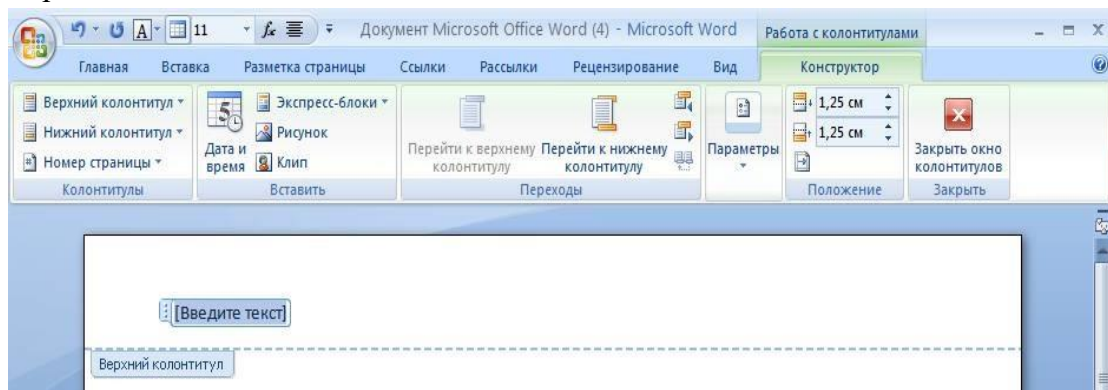 11 Документ Microsoft Office Word (4) - Microsoft Word Работа с колонтитулами
Главная Вставка Разметка страницы Ссылки Рассылки Рецензирование Вид Конструктор
Верхний колонтитул
Нижний колонтитул
Номер страницы
Колонтитулы
5
Дата и
время
Экспресс-блоки
Рисунок
Клип
Вставить
Перейти к верхнему
колонтитулу
Перейти к нижнему
колонтитулу
Переходы
Параметры
1,25 см
1,25 см
Положение
Закрыть окно
колонтитулов
Закрыть
[Введите текст]
Верхний колонтитул